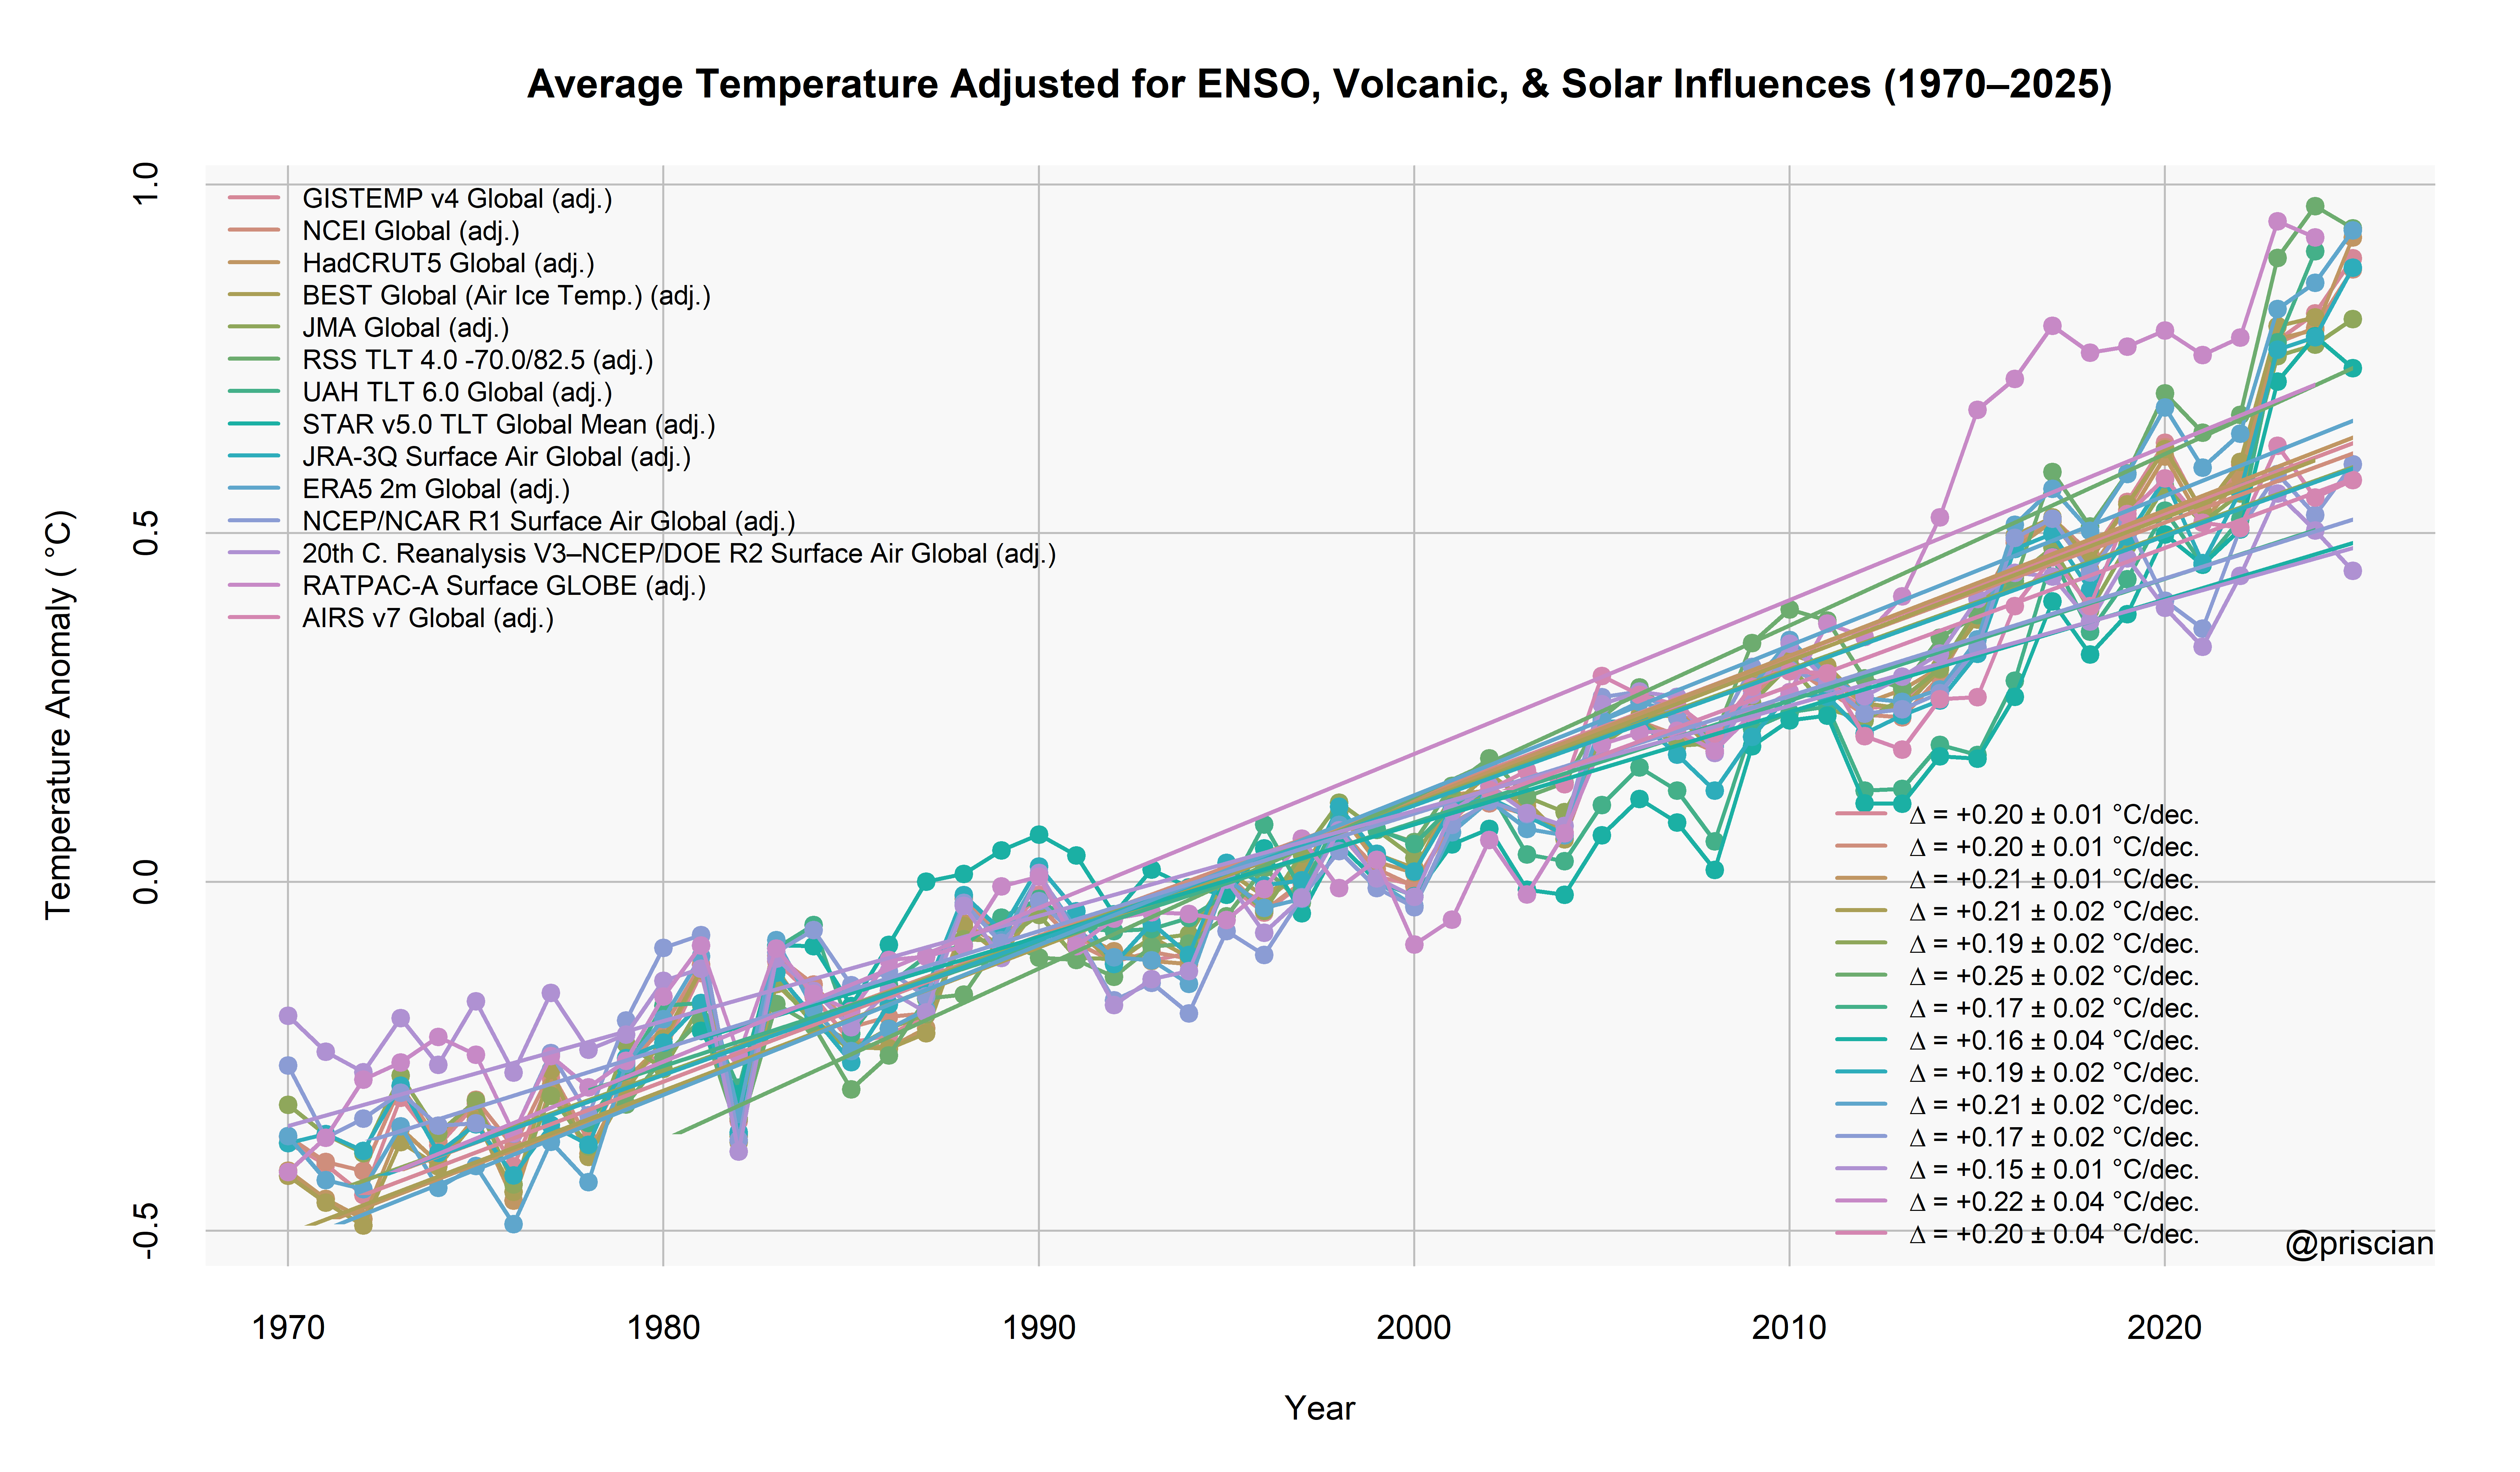 Average Temperature Adjusted for ENSO, Volcanic, & Solar Influences (1970–2025)
Temperature Anomaly ( °C)
1.0
0.5
0.0
-0.5
GISTEMP v4 Global (adj.)
NCEI Global (adj.)
HadCRUT5 Global (adj.)
BEST Global (Air Ice Temp.) (adj.)
JMA Global (adj.)
RSS TLT 4.0 -70.0/82.5 (adj.)
UAH TLT 6.0 Global (adj.)
STAR v5.0 TLT Global Mean (adj.)
JRA-3Q Surface Air Global (adj.)
ERA5 2m Global (adj.)
NCEP/NCAR R1 Surface Air Global (adj.)
20th C. Reanalysis V3–NCEP/DOE R2 Surface Air Global (adj.)
RATPAC-A Surface GLOBE (adj.)
AIRS v7 Global (adj.)
Δ = +0.20 ± 0.01 °C/dec.
Δ = +0.20 ± 0.01 °C/dec.
Δ = +0.21 ± 0.01 °C/dec.
Δ = +0.21 ± 0.02 °C/dec.
Δ = +0.19 ± 0.02 °C/dec.
Δ = +0.25 ± 0.02 °C/dec.
Δ = +0.17 ± 0.02 °C/dec.
Δ = +0.16 ± 0.04 °C/dec.
Δ = +0.19 ± 0.02 °C/dec.
Δ = +0.21 ± 0.02 °C/dec.
Δ = +0.17 ± 0.02 °C/dec.
Δ = +0.15 ± 0.01 °C/dec.
Δ = +0.22 ± 0.04 °C/dec.
Δ = +0.20 ± 0.04 °C/dec.
@priscian
1970 1980 1990 2000 2010 2020
Year